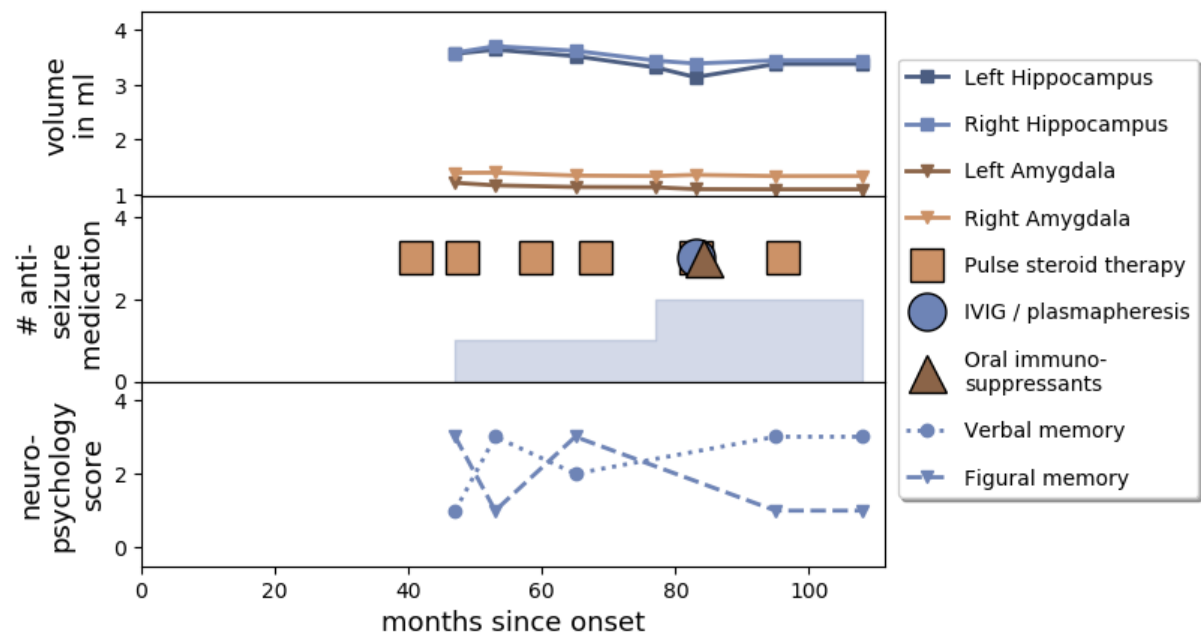 volume
in ml
4
3
2
1
# anti-
seizure
medication
4
2
0
neuro-
psychology
score
4
2
0
0
20
40
60
80
100
months since onset
Left Hippocampus
Right Hippocampus
Left Amygdala
Right Amygdala
Pulse steroid therapy
IVIG / plasmapheresis
Oral immuno-
suppressants
Verbal memory
Figural memory